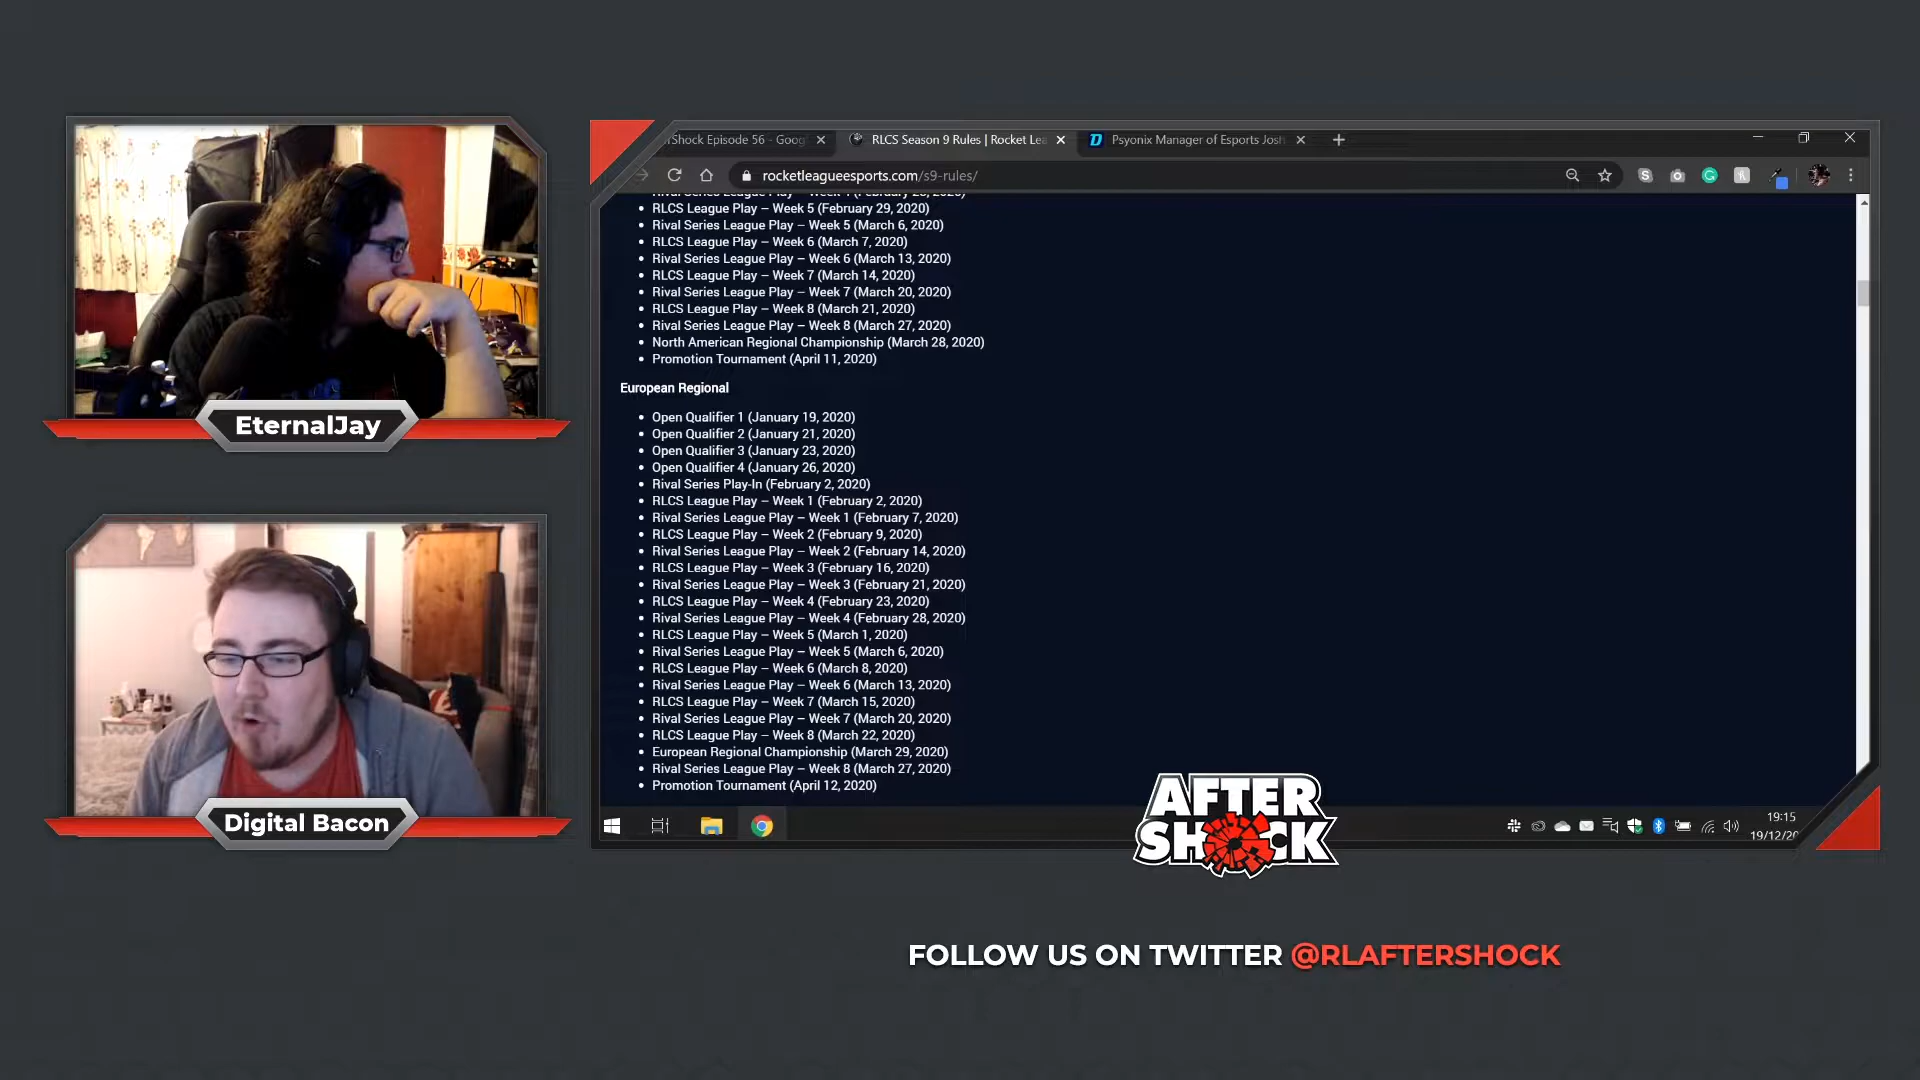 rShock Episode 56 - Goog
RLCS Season 9 Rules | Rocket Lea
Psyonix Manager of Esports Josh
rocketleagueesports.com/s9-rules/
RLCS League Play – Week 5 (February 29, 2020)
Rival Series League Play – Week 5 (March 6, 2020)
RLCS League Play – Week 6 (March 7, 2020)
Rival Series League Play – Week 6 (March 13, 2020)
RLCS League Play – Week 7 (March 14, 2020)
Rival Series League Play – Week 7 (March 20, 2020)
RLCS League Play – Week 8 (March 21, 2020)
Rival Series League Play – Week 8 (March 27, 2020)
North American Regional Championship (March 28, 2020)
Promotion Tournament (April 11, 2020)
European Regional
Open Qualifier 1 (January 19, 2020)
Open Qualifier 2 (January 21, 2020)
Open Qualifier 3 (January 23, 2020)
Open Qualifier 4 (January 26, 2020)
Rival Series Play-In (February 2, 2020)
RLCS League Play – Week 1 (February 2, 2020)
Rival Series League Play – Week 1 (February 7, 2020)
RLCS League Play – Week 2 (February 9, 2020)
Rival Series League Play – Week 2 (February 14, 2020)
RLCS League Play – Week 3 (February 16, 2020)
Rival Series League Play – Week 3 (February 21, 2020)
RLCS League Play – Week 4 (February 23, 2020)
Rival Series League Play – Week 4 (February 28, 2020)
RLCS League Play – Week 5 (March 1, 2020)
Rival Series League Play – Week 5 (March 6, 2020)
RLCS League Play – Week 6 (March 8, 2020)
Rival Series League Play – Week 6 (March 13, 2020)
RLCS League Play – Week 7 (March 15, 2020)
Rival Series League Play – Week 7 (March 20, 2020)
RLCS League Play – Week 8 (March 22, 2020)
European Regional Championship (March 29, 2020)
Rival Series League Play – Week 8 (March 27, 2020)
Promotion Tournament (April 12, 2020)
19:15
19/12/20
EternalJay
Digital Bacon
AFTER
SHOCK
FOLLOW US ON TWITTER @RLAFTERSHOCK